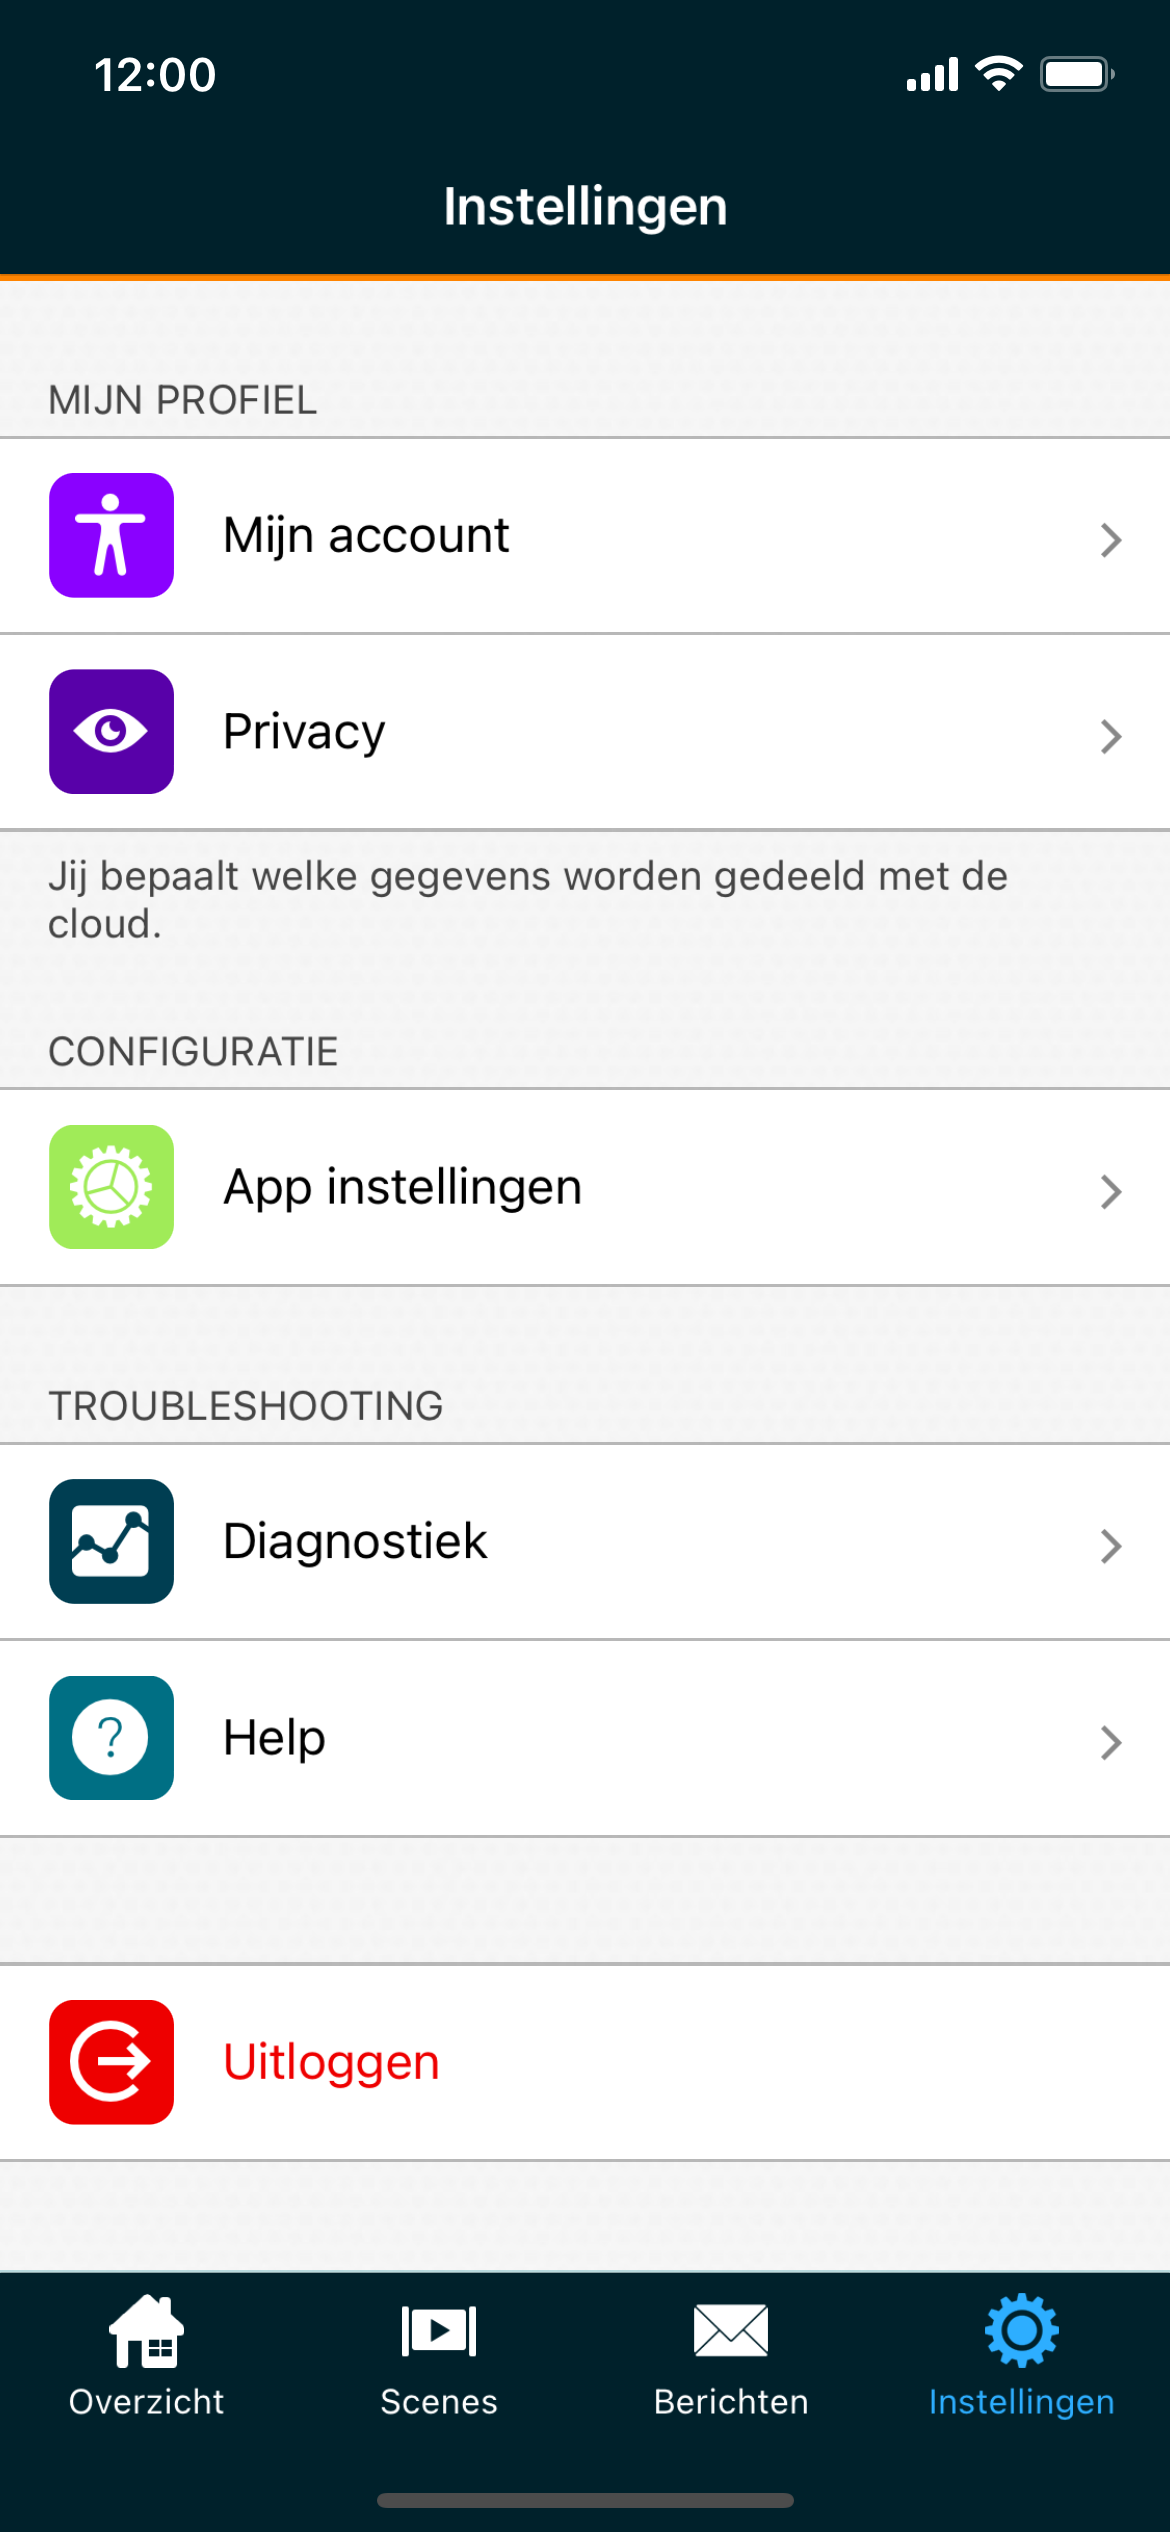 12:00
Instellingen
MIJN PROFIEL
Mijn account
Privacy
Jij bepaalt welke gegevens worden gedeeld met de
cloud.
CONFIGURATIE
App instellingen
TROUBLESHOOTING
Diagnostiek
?
Help
Uitloggen
Overzicht
Scenes
Berichten
Instellingen